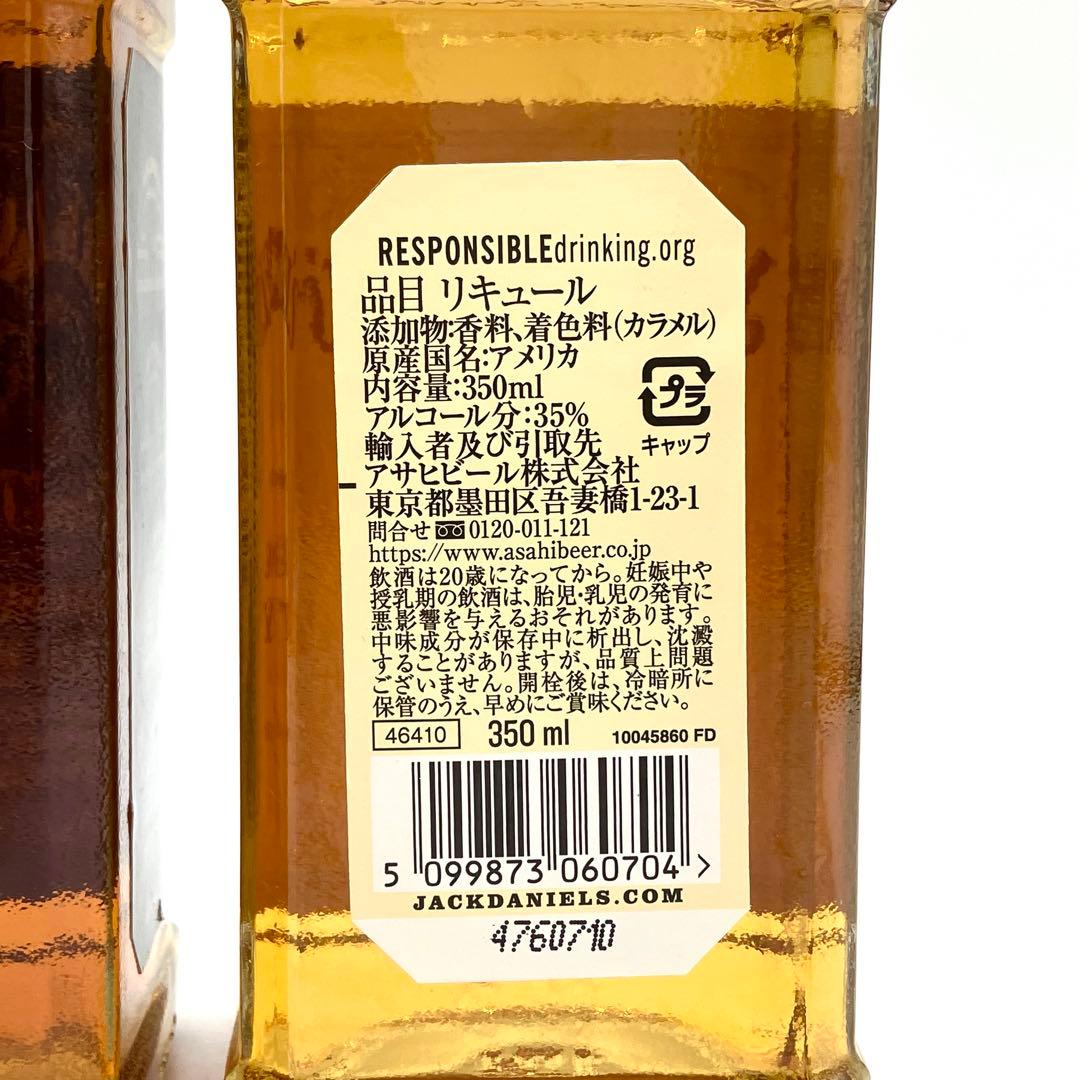 RESPONSIBLEdrinking.org
品目 リキュール
添加物:香料、着色料(カラメル)
原産国名:アメリカ
内容量:350ml
アルコール分:35%
輸入者及び引取先
アサヒビール株式会社
東京都墨田区吾妻橋1-23-1
プラ
キャップ
問合せ 0120-011-121
https://www.asahibeer.co.jp
飲酒は20歳になってから。妊娠中や
授乳期の飲酒は、胎児・乳児の発育に
悪影響を与えるおそれがあります。
中味成分が保存中に析出し、沈澱
することがありますが、品質上問題
ございません。開栓後は、冷暗所に
保管のうえ、早めにご賞味ください。
46410 350 ml 10045860 FD
5 099873 060704 >
JACKDANIELS.COM
4760710